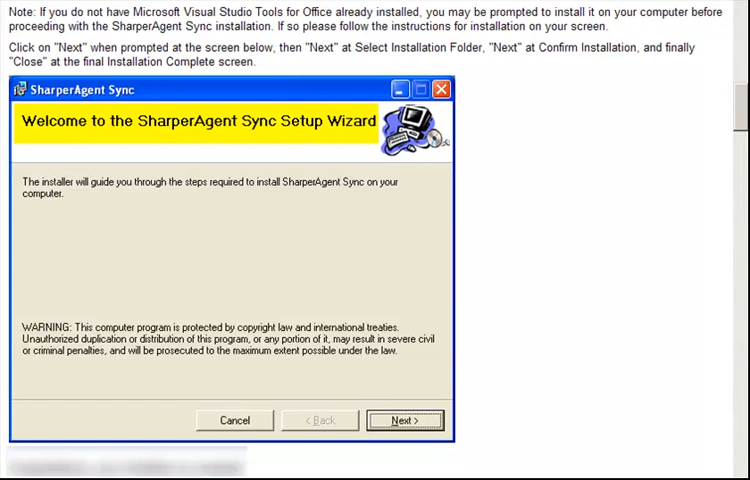 Note: If you do not have Microsoft Visual Studio Tools for Office already installed, you may be prompted to install it on your computer before
proceeding with the SharperAgent Sync installation. If so please follow the instructions for installation on your screen.
Click on "Next" when prompted at the screen below, then "Next" at Select Installation Folder, "Next" at Confirm Installation, and finally
"Close" at the final Installation Complete screen.
SharperAgent Sync
Welcome to the SharperAgent Sync Setup Wizard
The installer will guide you through the steps required to install SharperAgent Sync on your
computer.
WARNING: This computer program is protected by copyright law and international treaties.
Unauthorized duplication or distribution of this program, or any portion of it, may result in severe civil
or criminal penalties, and will be prosecuted to the maximum extent possible under the law.
Cancel < Back Next >